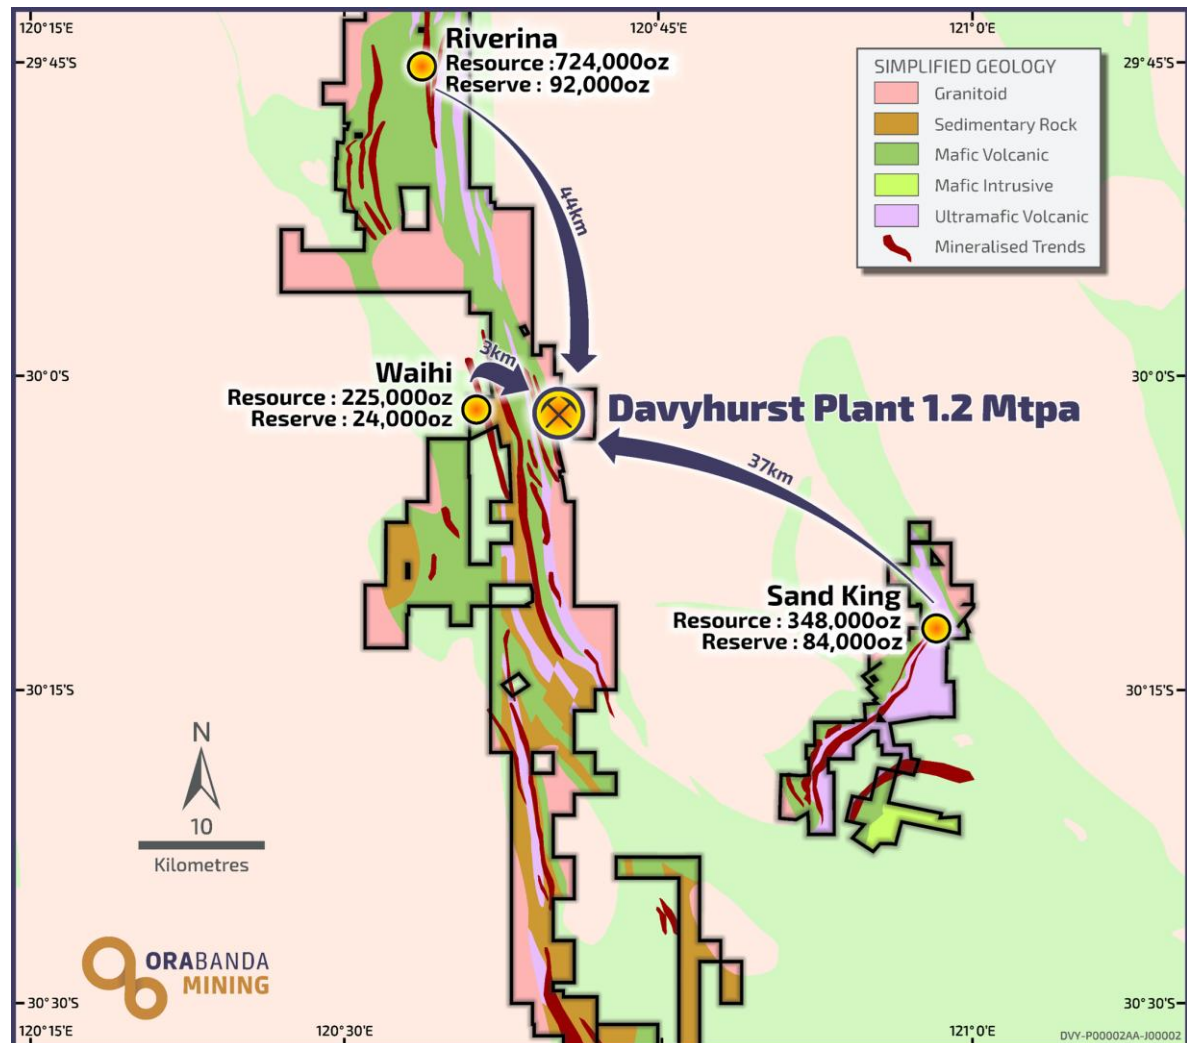 120°15'E
120°30'E
120°45'E
121°0'E
29°45'S
29°45'S
Riverina
Resource :724,000oz
Reserve : 92,000oz
SIMPLIFIED GEOLOGY
Granitoid
Sedimentary Rock
Mafic Volcanic
Mafic Intrusive
Ultramafic Volcanic
Mineralised Trends
44km
30°0'S
30°0'S
3km
Waihi
Resource : 225,000oz
Reserve : 24,000oz
Davyhurst Plant 1.2 Mtpa
37km
Sand King
Resource : 348,000oz
Reserve : 84,000oz
30°15'S
30°15'S
N
10
Kilometres
ORABANDA
MINING
30°30'S
30°30'S
120°15'E
120°30'E
121°0'E
DVY-P00002AA-J00002